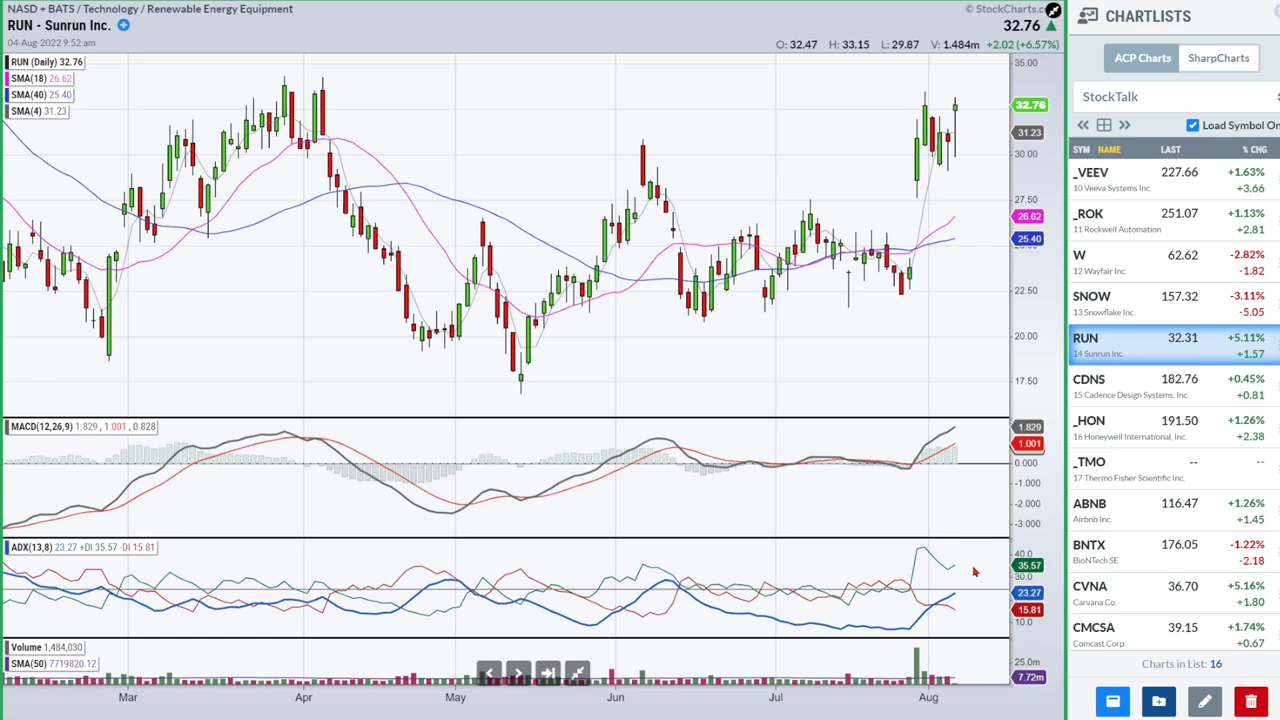 NASD + BATS / Technology / Renewable Energy Equipment
© StockCharts.c
RUN - Sunrun Inc.
32.76
04-Aug-2022 9:52:am
O: 32.47 H: 33.15 L: 29.87 V: 1.484m +2.02 (+6.57%)
RUN (Daily) 32.76
SMA(18) 26.62
SMA(40) 25.40
SMA(4) 31.23
35.00
32.76
31.23
30.00
27.50
26.62
25.40
22.50
20.00
17.50
MACD(12,26,9) 1.829 , 1.001 , 0.828
1.829
1.001
0.000
-1.000
-2.000
-3.000
ADX(13,8) 23.27 +DI 35.57 -DI 15.81
40.0
35.57
30.0
23.27
15.81
10.0
Volume 1,484,030
SMA(50) 7719820.12
25.0m
7.72m
Mar Apr May Jun Jul Aug
CHARTLISTS
ACP Charts SharpCharts
StockTalk
Load Symbol On
SYM NAME LAST % CHG
_VEEV 227.66 +1.63%
10 Veeva Systems Inc. +3.66
_ROK 251.07 +1.13%
11 Rockwell Automation +2.81
W 62.62 -2.82%
12 Wayfair Inc. -1.82
SNOW 157.32 -3.11%
13 Snowflake Inc. -5.05
RUN 32.31 +5.11%
14 Sunrun Inc. +1.57
CDNS 182.76 +0.45%
15 Cadence Design Systems, Inc. +0.81
_HON 191.50 +1.26%
16 Honeywell International, Inc. +2.38
_TMO -- --
17 Thermo Fisher Scientific Inc.
ABNB 116.47 +1.26%
Airbnb Inc. +1.45
BNTX 176.05 -1.22%
BioNTech SE -2.18
CVNA 36.70 +5.16%
Carvana Co. +1.80
CMCSA 39.15 +1.74%
Comcast Corp. +0.67
Charts in List: 16